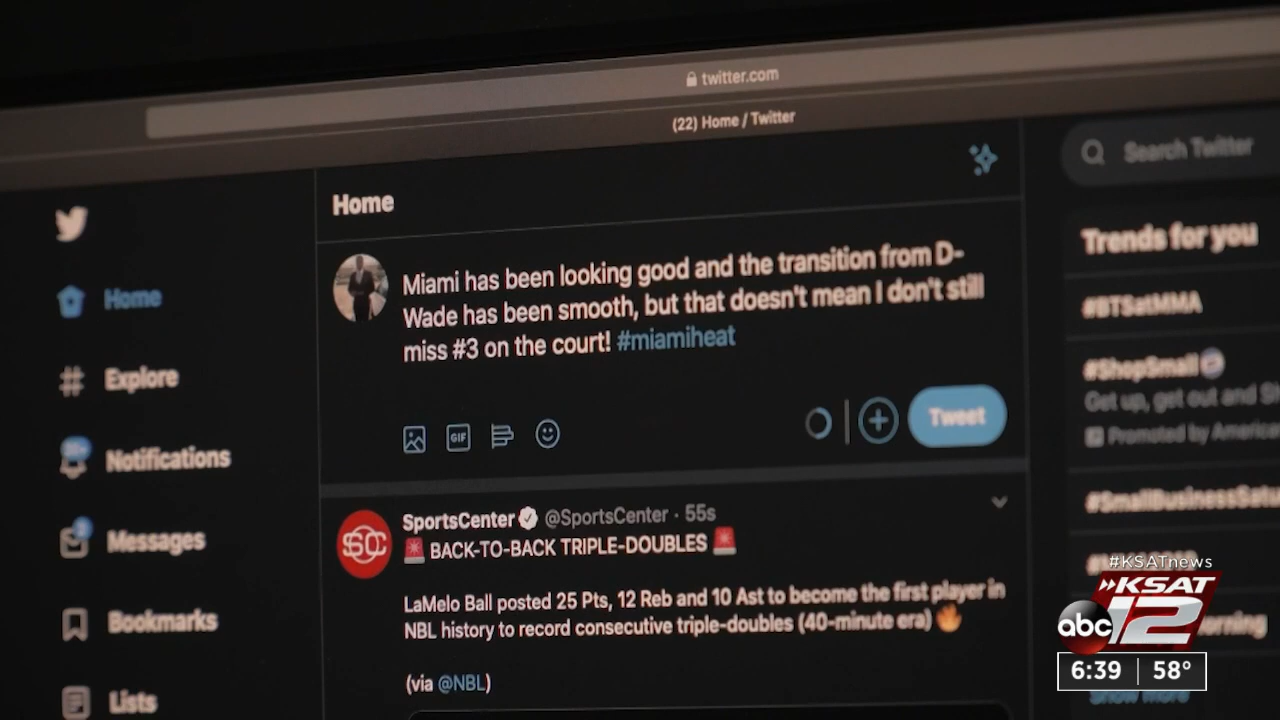 twitter.com
(22) Home / Twitter
Search Twitter
Home
Home
Explore
Notifications
Messages
Bookmarks
Lists
Miami has been looking good and the transition from D-
Wade has been smooth, but that doesn't mean I don't still
miss #3 on the court! #miamiheat
GIF
Tweet
SC
SportsCenter @SportsCenter · 55s
BACK-TO-BACK TRIPLE-DOUBLES
LaMelo Ball posted 25 Pts, 12 Reb and 10 Ast to become the first player in
NBL history to record consecutive triple-doubles (40-minute era)
(via @NBL)
Trends for you
#BTSatMMA
#ShopSmall
Get up, get out and
Promoted by
Show more
#KSATnews
KSAT
abc 12
6:39 58°